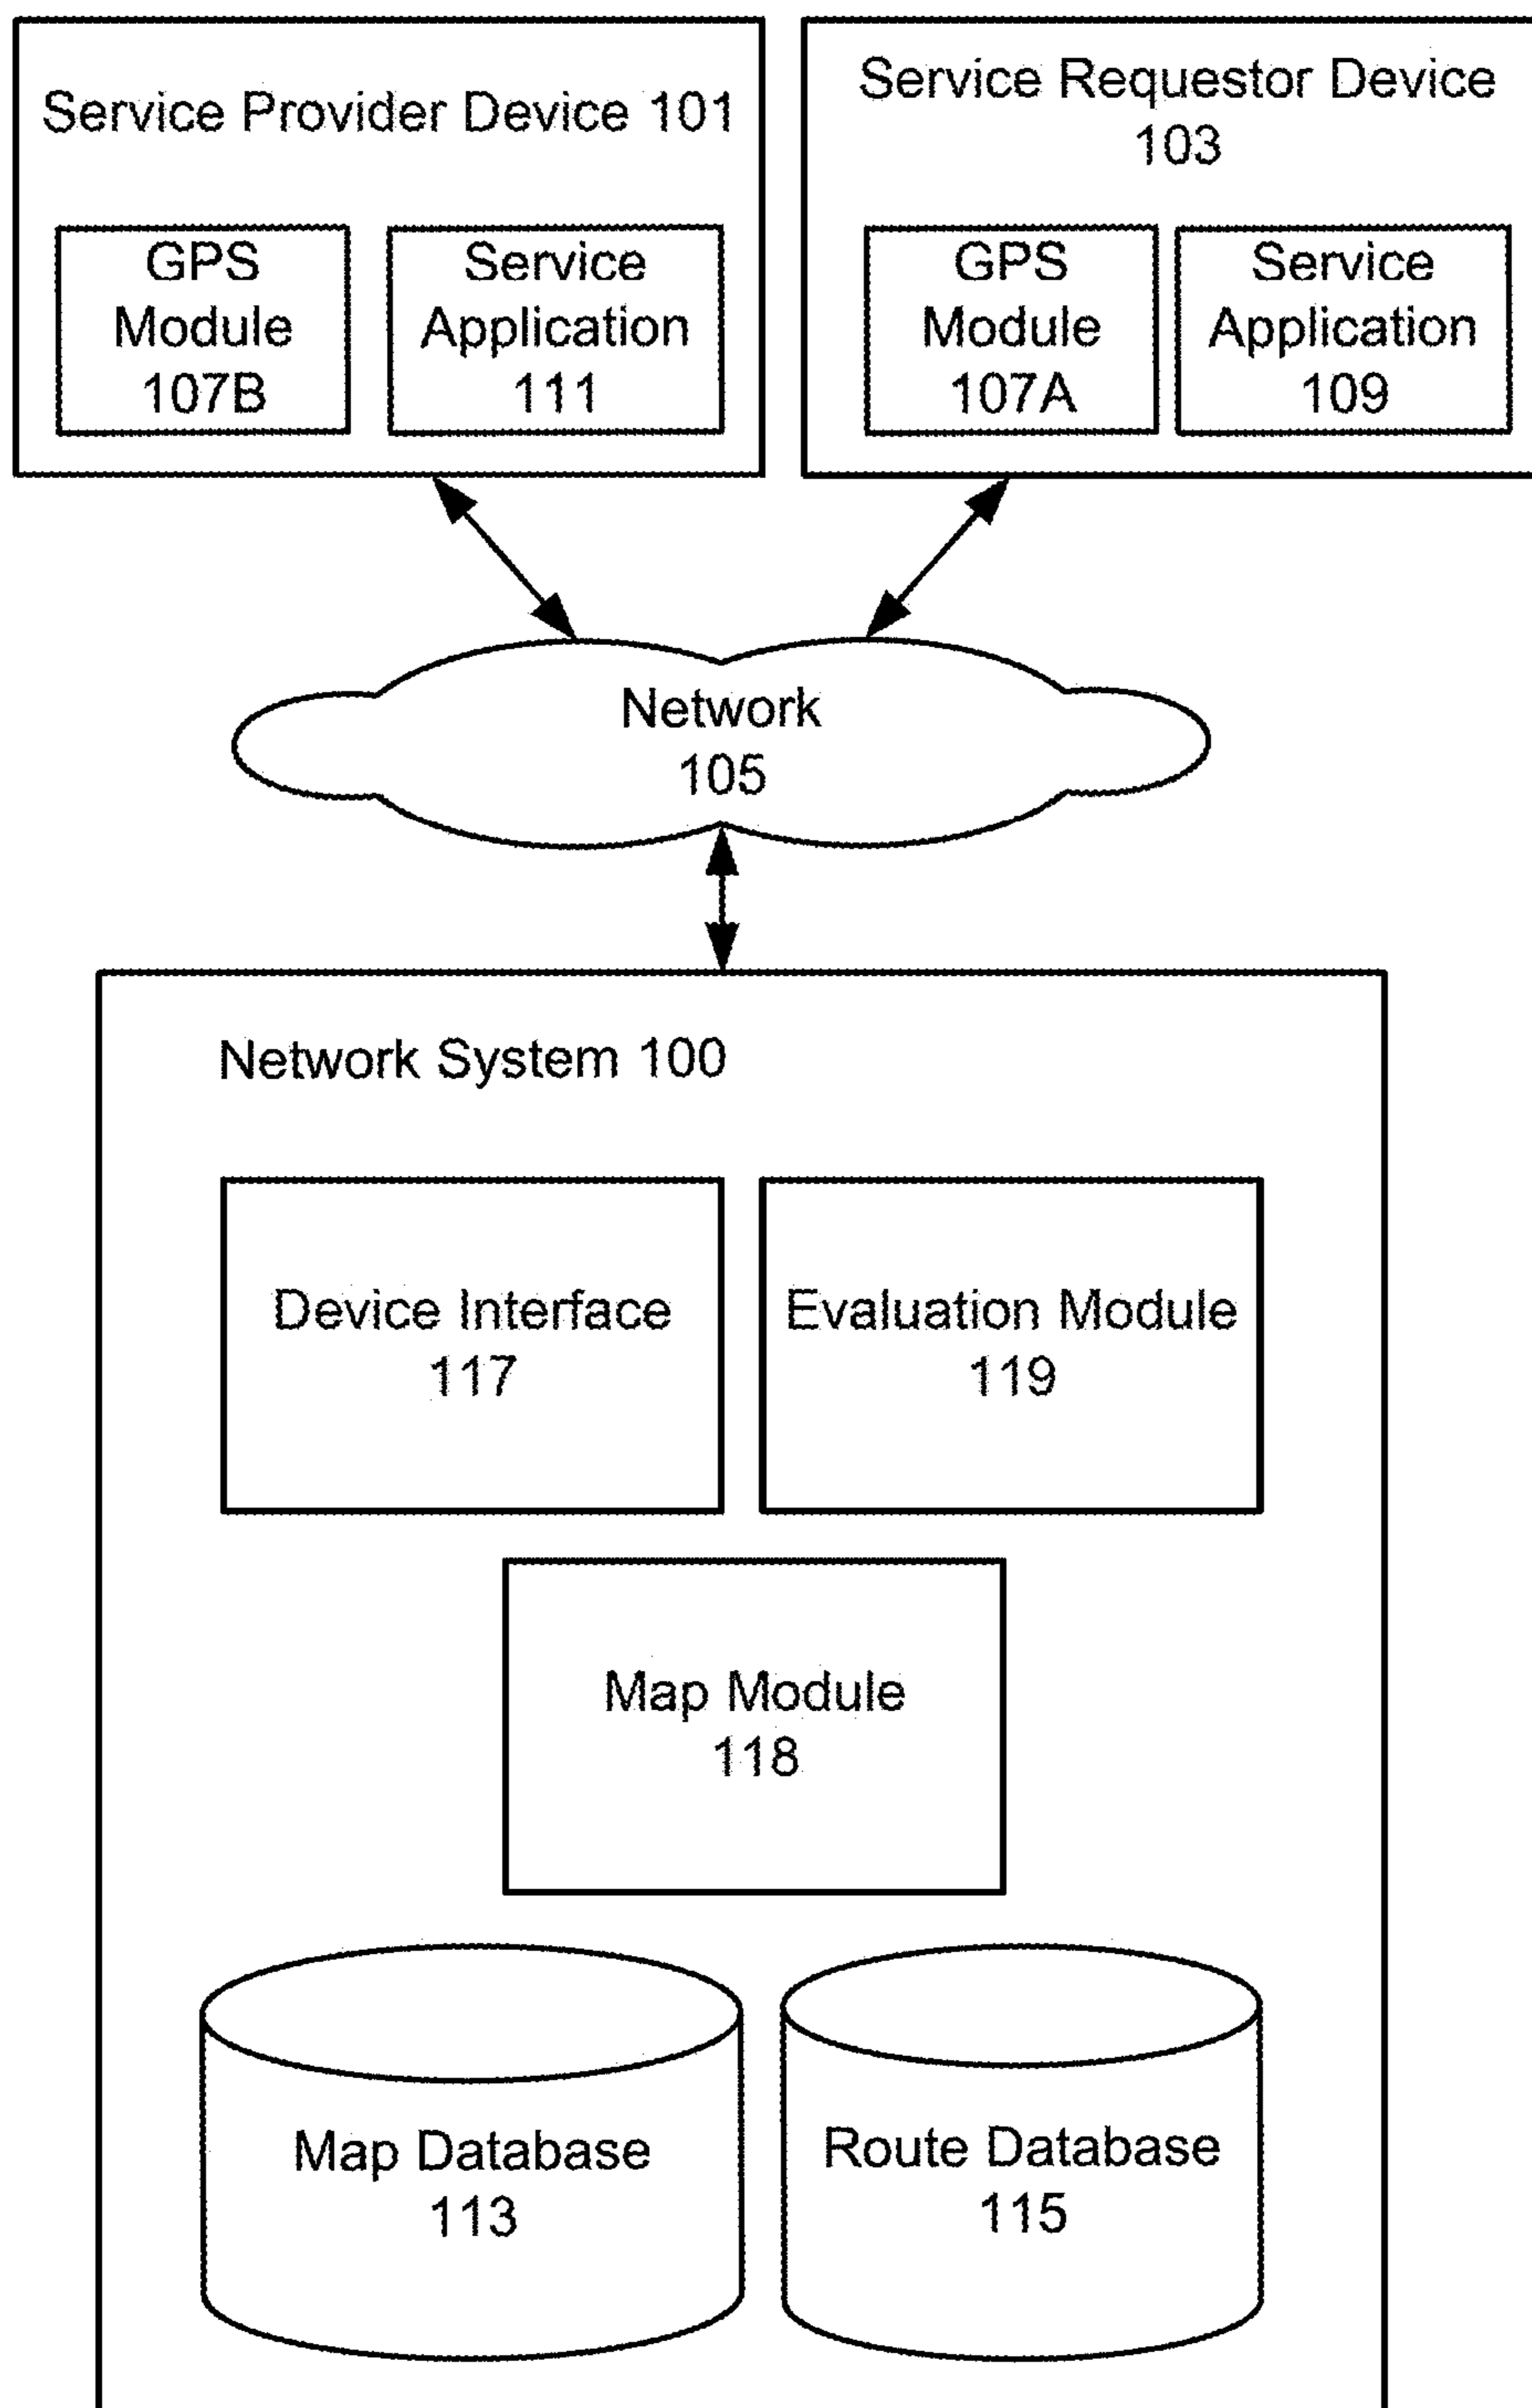 Service Provider Device 101
GPS
Module
107B
Service
Application
111
Service Requestor Device
103
GPS
Module
107A
Service
Application
109
Network
105
Network System 100
Device Interface
117
Evaluation Module
119
Map Module
118
Map Database
113
Route Database
115